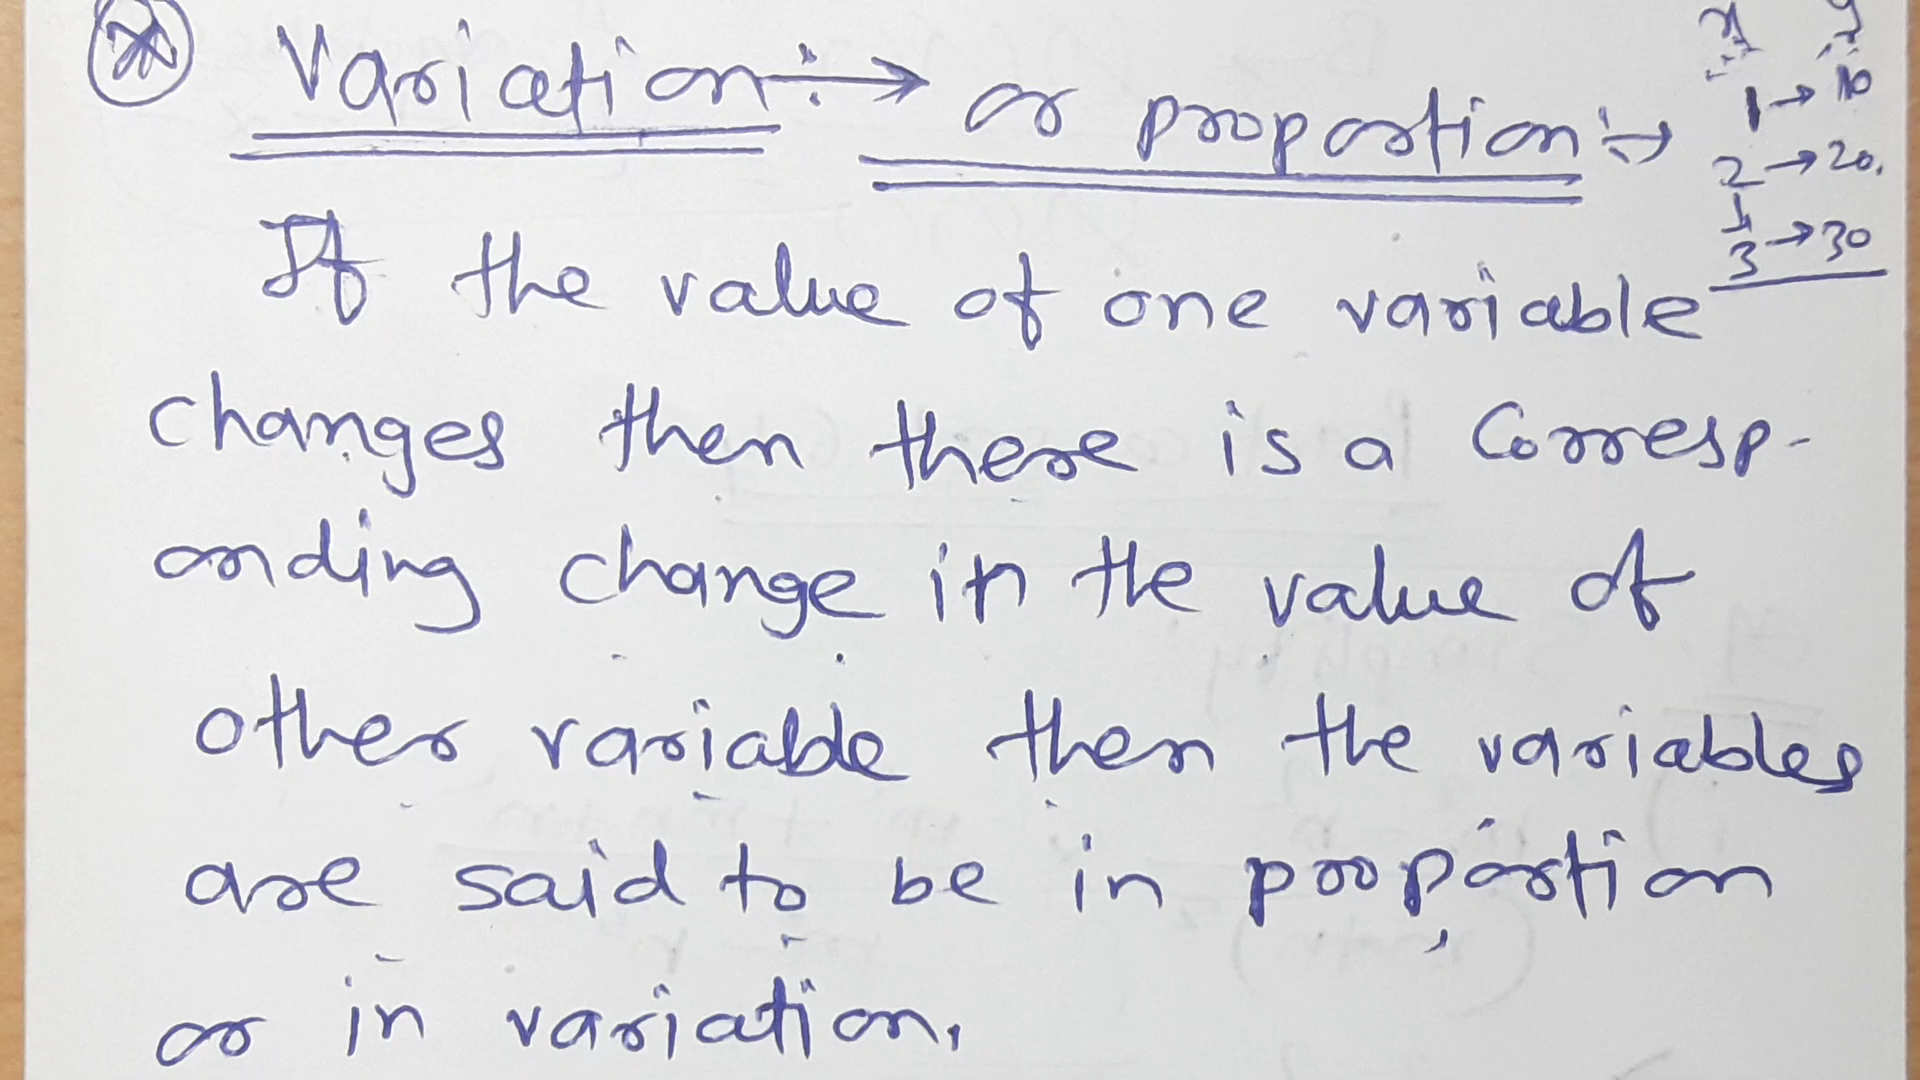 Variation :→ or proportion :→
x y
1 → 10
2 → 20.
3 → 30
If the value of one variable
changes then there is a Corresp-
onding change in the value of
other variable then the variables
are said to be in proportion
or in variation.